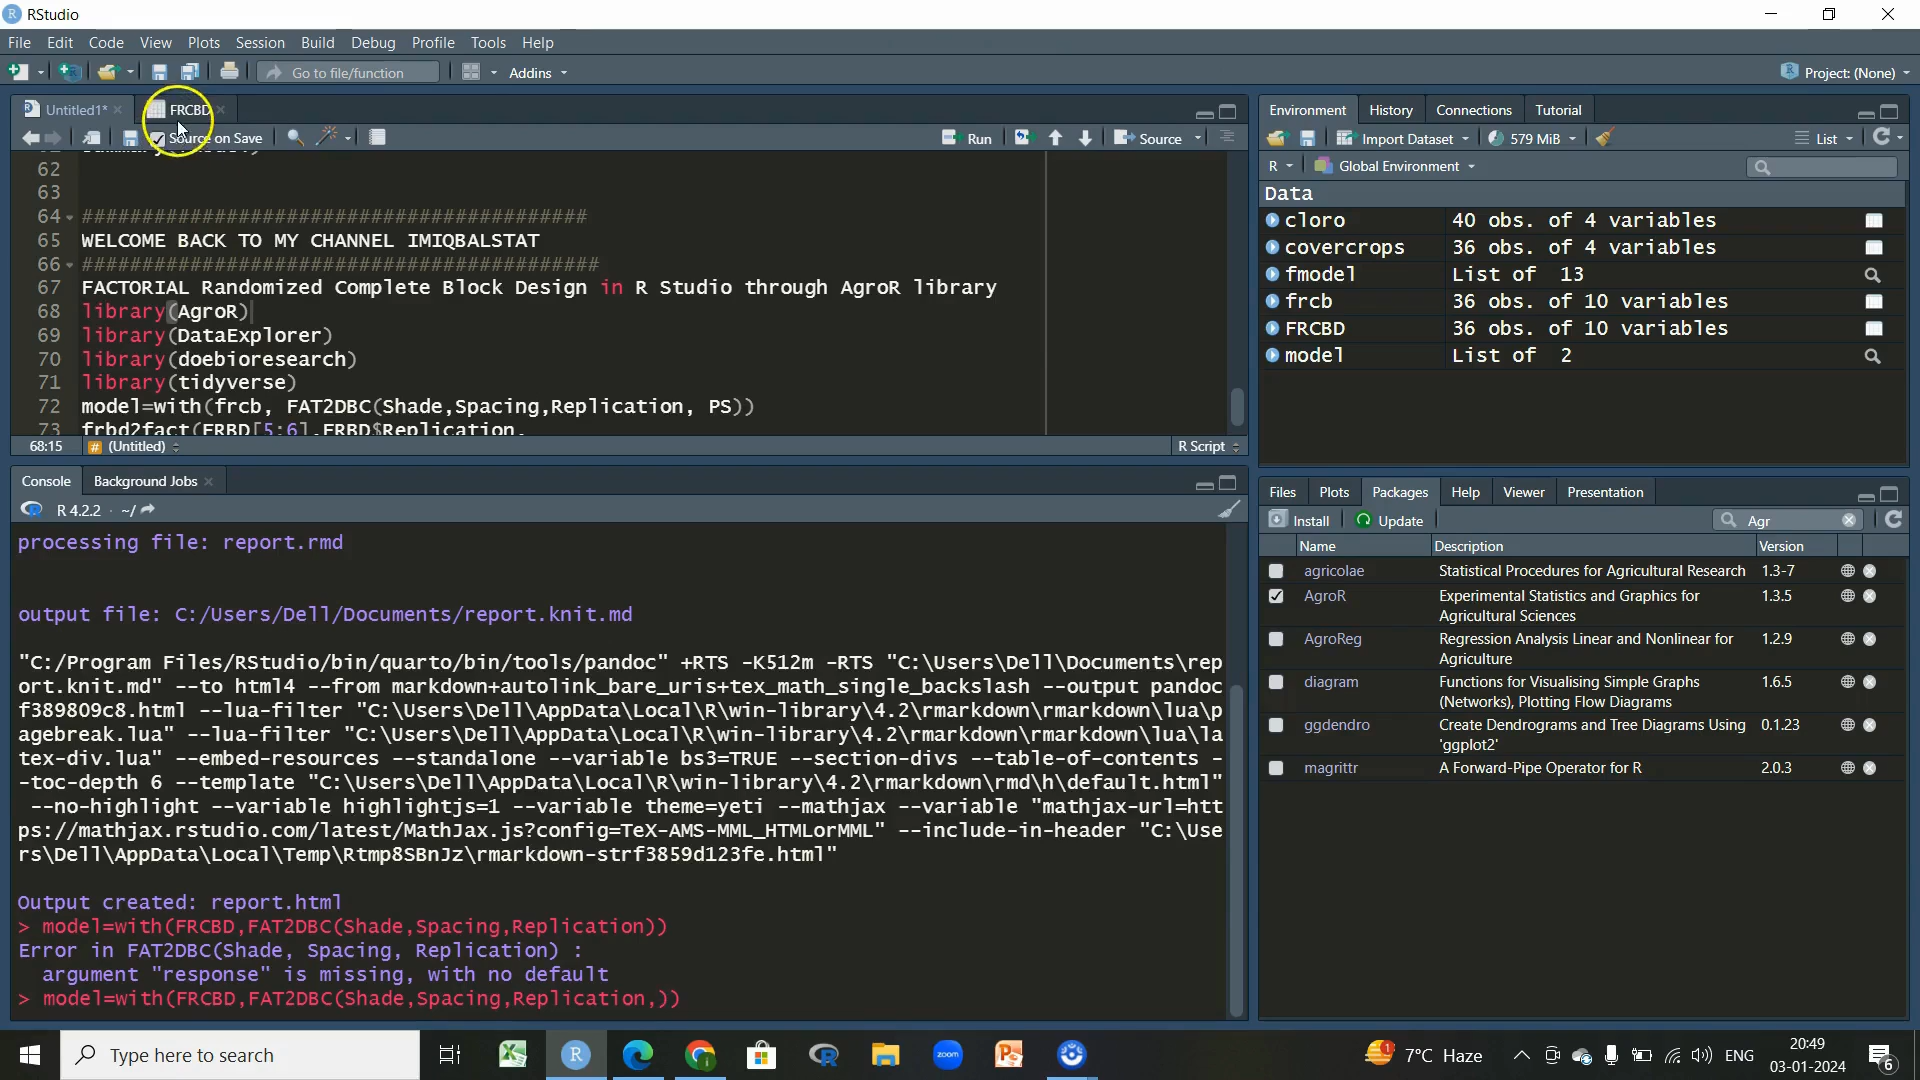 RStudio
File Edit Code View Plots Session Build Debug Profile Tools Help
Go to file/function Addins Project: (None)
Untitled1* FRCBD
Source on Save Run Source
62
63
64 ##########################################
65 WELCOME BACK TO MY CHANNEL IMIQBALSTAT
66 ###########################################
67 FACTORIAL Randomized Complete Block Design in R Studio through AgroR library
68 library(AgroR)
69 library(DataExplorer)
70 library(doebioresearch)
71 library(tidyverse)
72 model=with(frcb, FAT2DBC(Shade,Spacing,Replication, PS))
73 frbd2fact(FRBD[5:6],FRBD$Replication,
68:15 # (Untitled) R Script
Console Background Jobs
R 4.2.2 · ~/
processing file: report.rmd
output file: C:/Users/Dell/Documents/report.knit.md
"C:/Program Files/RStudio/bin/quarto/bin/tools/pandoc" +RTS -K512m -RTS "C:\Users\Dell\Documents\rep
ort.knit.md" --to html4 --from markdown+autolink_bare_uris+tex_math_single_backslash --output pandoc
f389809c8.html --lua-filter "C:\Users\Dell\AppData\Local\R\win-library\4.2\rmarkdown\rmarkdown\lua\p
agebreak.lua" --lua-filter "C:\Users\Dell\AppData\Local\R\win-library\4.2\rmarkdown\rmarkdown\lua\la
tex-div.lua" --embed-resources --standalone --variable bs3=TRUE --section-divs --table-of-contents -
-toc-depth 6 --template "C:\Users\Dell\AppData\Local\R\win-library\4.2\rmarkdown\rmd\h\default.html"
--no-highlight --variable highlightjs=1 --variable theme=yeti --mathjax --variable "mathjax-url=htt
ps://mathjax.rstudio.com/latest/MathJax.js?config=TeX-AMS-MML_HTMLorMML" --include-in-header "C:\Use
rs\Dell\AppData\Local\Temp\Rtmp8SBnJz\rmarkdown-strf3859d123fe.html"
Output created: report.html
> model=with(FRCBD,FAT2DBC(Shade,Spacing,Replication))
Error in FAT2DBC(Shade, Spacing, Replication) :
argument "response" is missing, with no default
> model=with(FRCBD,FAT2DBC(Shade,Spacing,Replication,))
Environment History Connections Tutorial
Import Dataset 579 MiB List
R Global Environment
Data
cloro 40 obs. of 4 variables
covercrops 36 obs. of 4 variables
fmodel List of 13
frcb 36 obs. of 10 variables
FRCBD 36 obs. of 10 variables
model List of 2
Files Plots Packages Help Viewer Presentation
Install Update Agr
Name Description Version
agricolae Statistical Procedures for Agricultural Research 1.3-7
AgroR Experimental Statistics and Graphics for 1.3.5
Agricultural Sciences
AgroReg Regression Analysis Linear and Nonlinear for 1.2.9
Agriculture
diagram Functions for Visualising Simple Graphs 1.6.5
(Networks), Plotting Flow Diagrams
ggdendro Create Dendrograms and Tree Diagrams Using 0.1.23
'ggplot2'
magrittr A Forward-Pipe Operator for R 2.0.3
Type here to search
7°C Haze ENG
20:49
03-01-2024
6